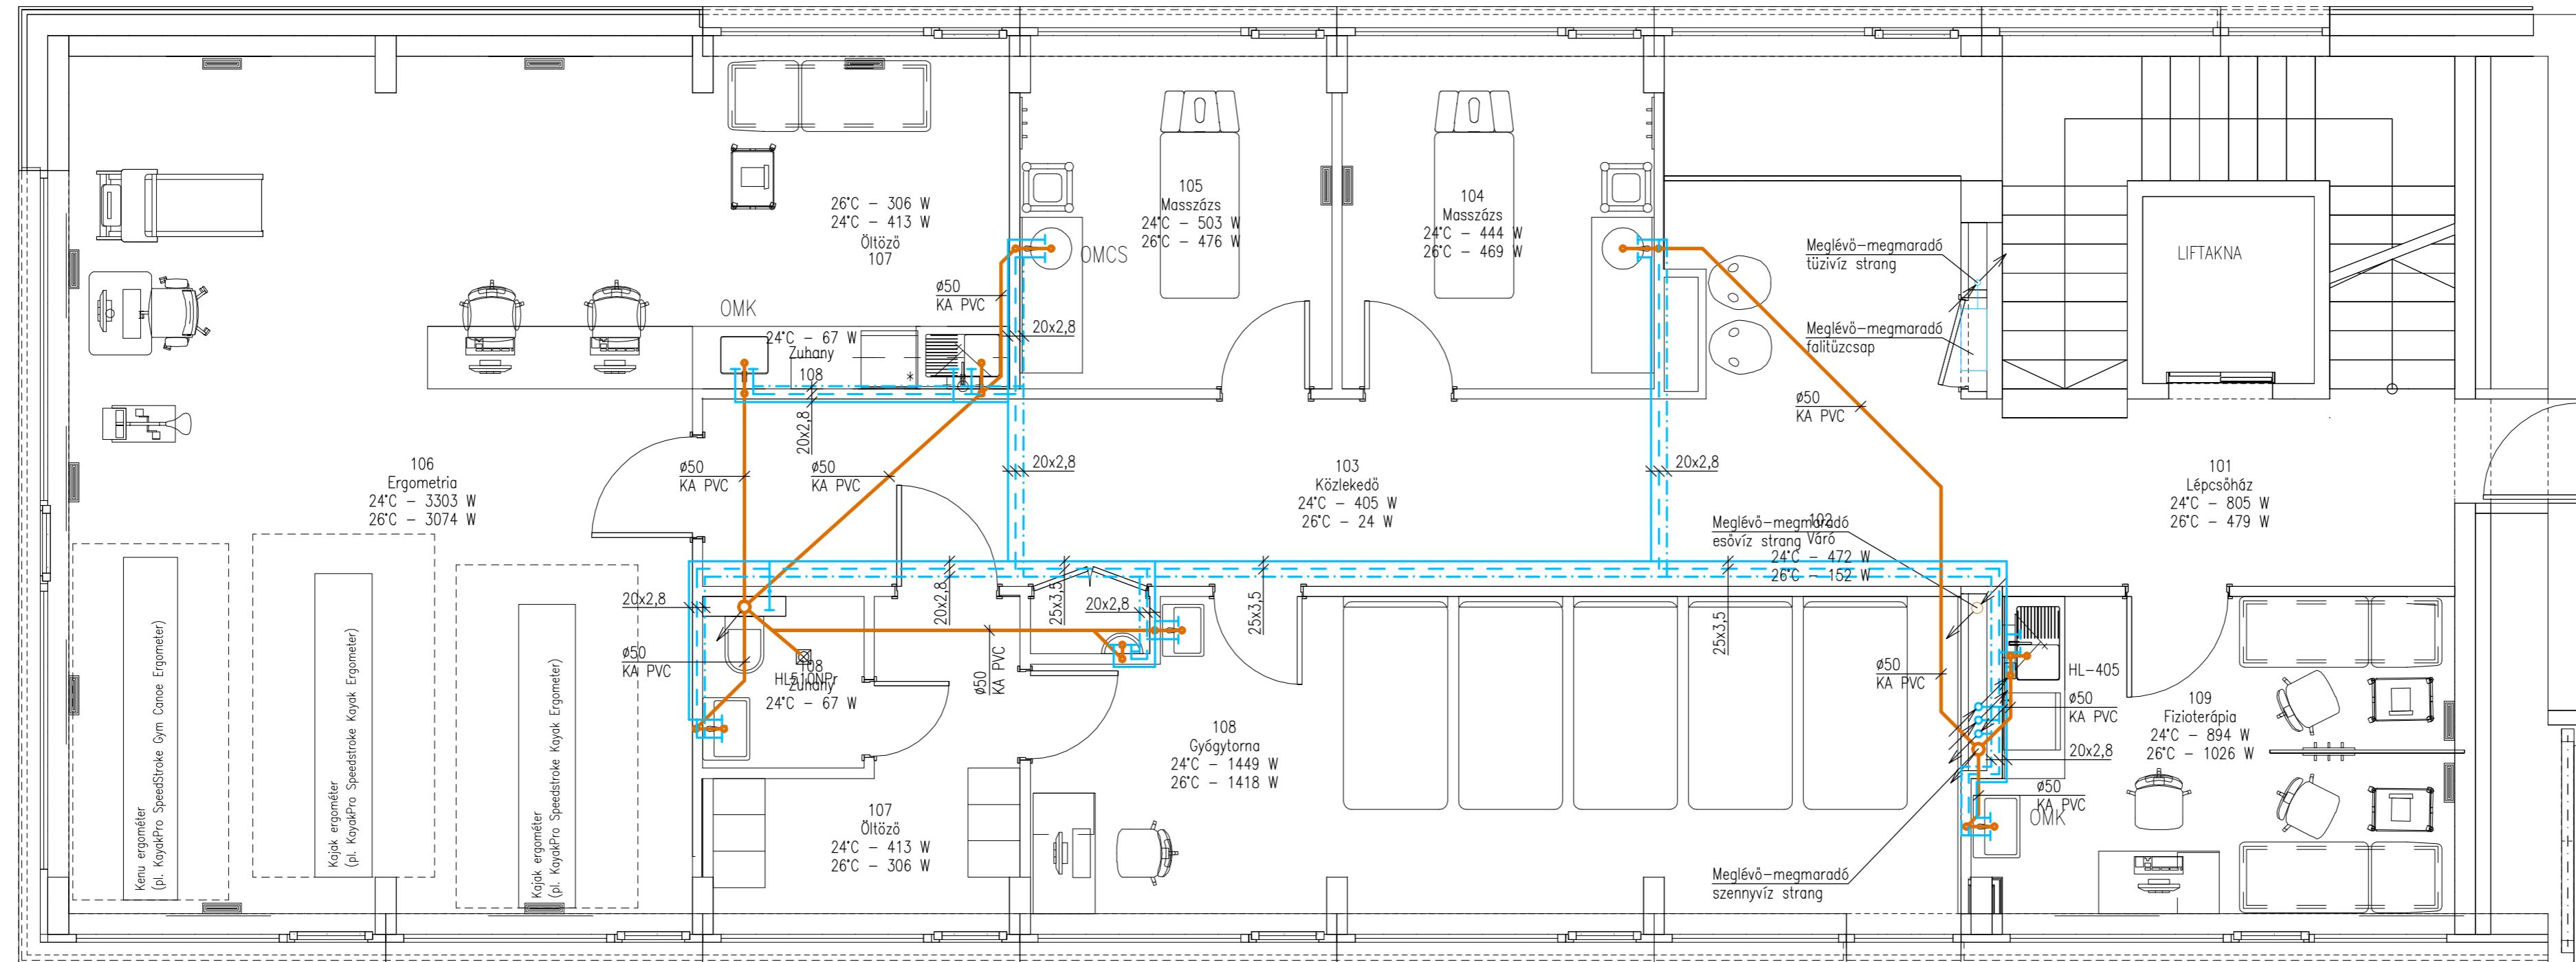 26°C - 306 W
24°C - 413 W
Öltöző
107
105
Masszázs
24°C - 503 W
26°C - 476 W
104
Masszázs
24°C - 444 W
26°C - 469 W
OMCS
Meglévő-megmaradó
tűzivíz strang
LIFTAKNA
ø50
KA PVC
OMK
20x2,8
24°C - 67 W
Zuhany
108
*
Meglévő-megmaradó
falitűzcsap
ø50
KA PVC
20x2,8
106
Ergometria
24°C - 3303 W
26°C - 3074 W
ø50
KA PVC
ø50
KA PVC
20x2,8
103
Közlekedő
24°C - 405 W
26°C - 24 W
20x2,8
101
Lépcsőház
24°C - 805 W
26°C - 479 W
Meglévő-megmaradó
esővíz strang
102
Váró
24°C - 472 W
26°C - 152 W
20x2,8
20x2,8
25x3,5
20x2,8
25x3,5
25x3,5
ø50
KA PVC
108
HL510NPr
Zuhany
24°C - 67 W
ø50
KA PVC
ø50
KA PVC
HL-405
ø50
KA PVC
20x2,8
109
Fizioterápia
24°C - 894 W
26°C - 1026 W
108
Gyógytorna
24°C - 1449 W
26°C - 1418 W
ø50
KA PVC
OMK
107
Öltöző
24°C - 413 W
26°C - 306 W
Meglévő-megmaradó
szennyvíz strang
Kenu ergométer
(pl. KayakPro SpeedStroke Gym Canoe Ergometer)
Kajak ergométer
(pl. KayakPro Speedstroke Kayak Ergometer)
Kajak ergométer
(pl. KayakPro Speedstroke Kayak Ergometer)